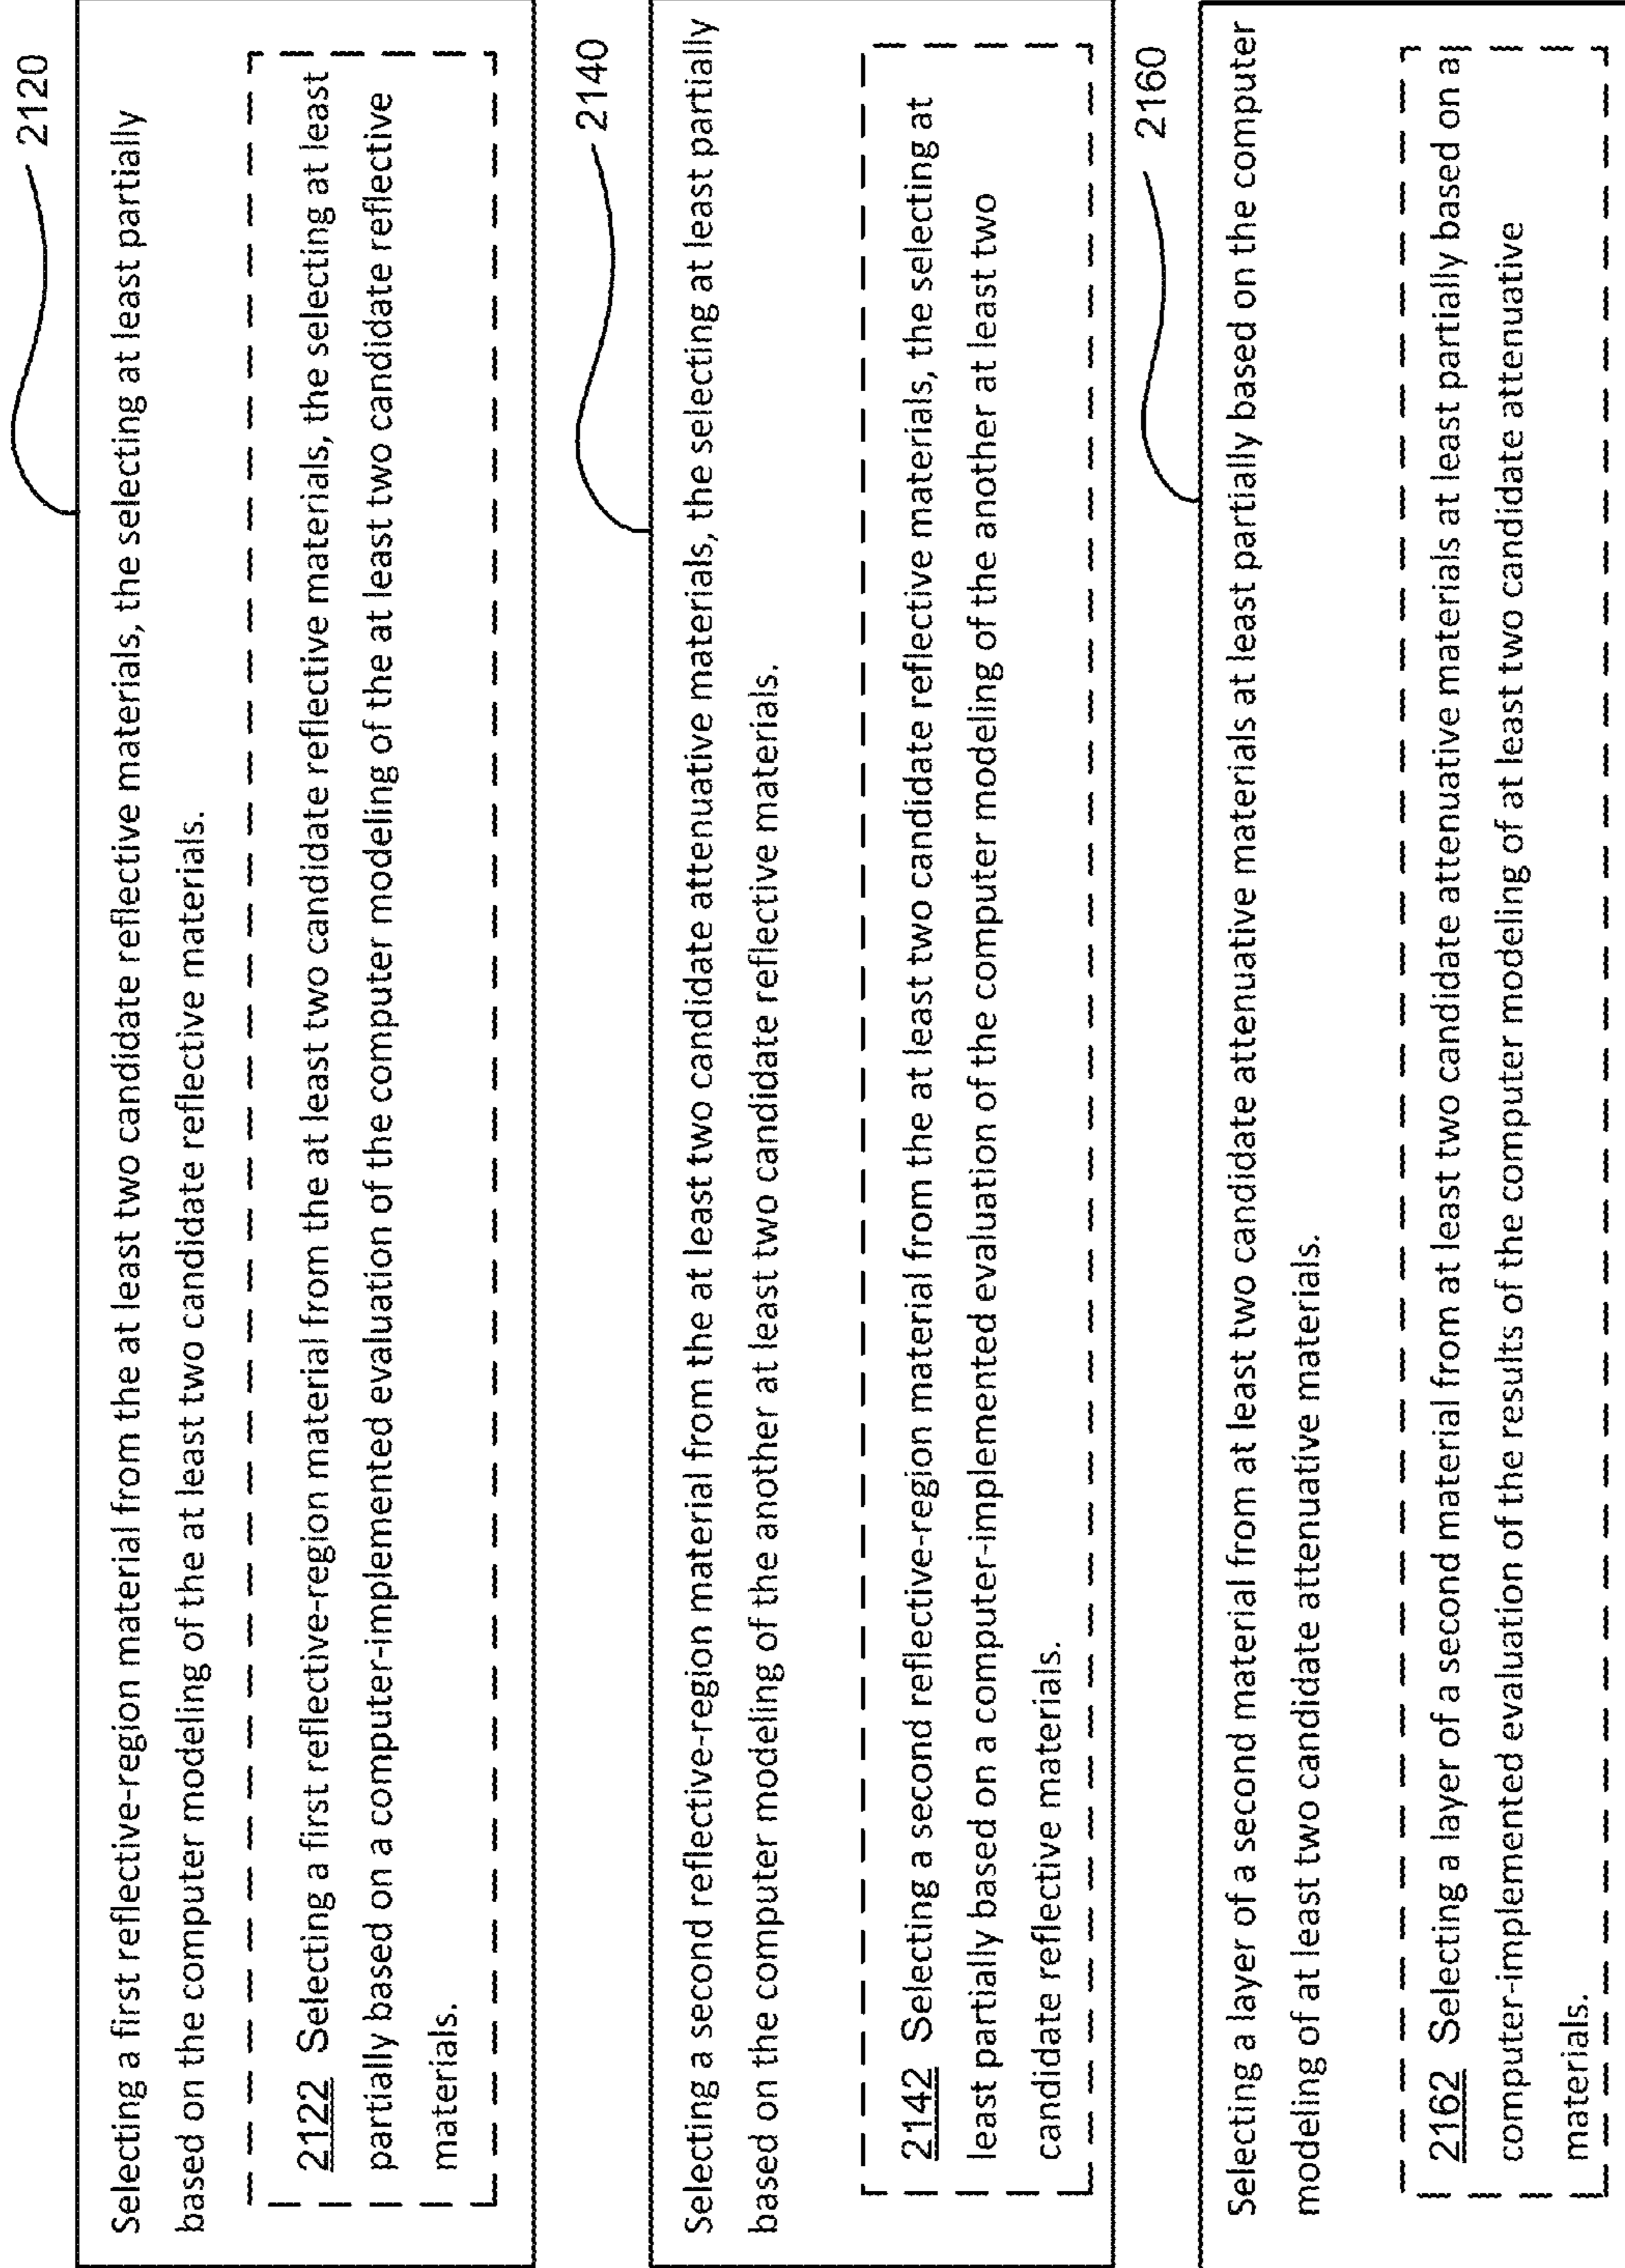 2120
Selecting a first reflective-region material from the at least two candidate reflective materials, the selecting at least partially
based on the computer modeling of the at least two candidate reflective materials.
2122 Selecting a first reflective-region material from the at least two candidate reflective materials, the selecting at least
partially based on a computer-implemented evaluation of the computer modeling of the at least two candidate reflective
materials.
2140
Selecting a second reflective-region material from the at least two candidate attenuative materials, the selecting at least partially
based on the computer modeling of the another at least two candidate reflective materials.
2142 Selecting a second reflective-region material from the at least two candidate reflective materials, the selecting at
least partially based on a computer-implemented evaluation of the computer modeling of the another at least two
candidate reflective materials.
2160
Selecting a layer of a second material from at least two candidate attenuative materials at least partially based on the computer
modeling of at least two candidate attenuative materials.
2162 Selecting a layer of a second material from at least two candidate attenuative materials at least partially based on a
computer-implemented evaluation of the results of the computer modeling of at least two candidate attenuative
materials.